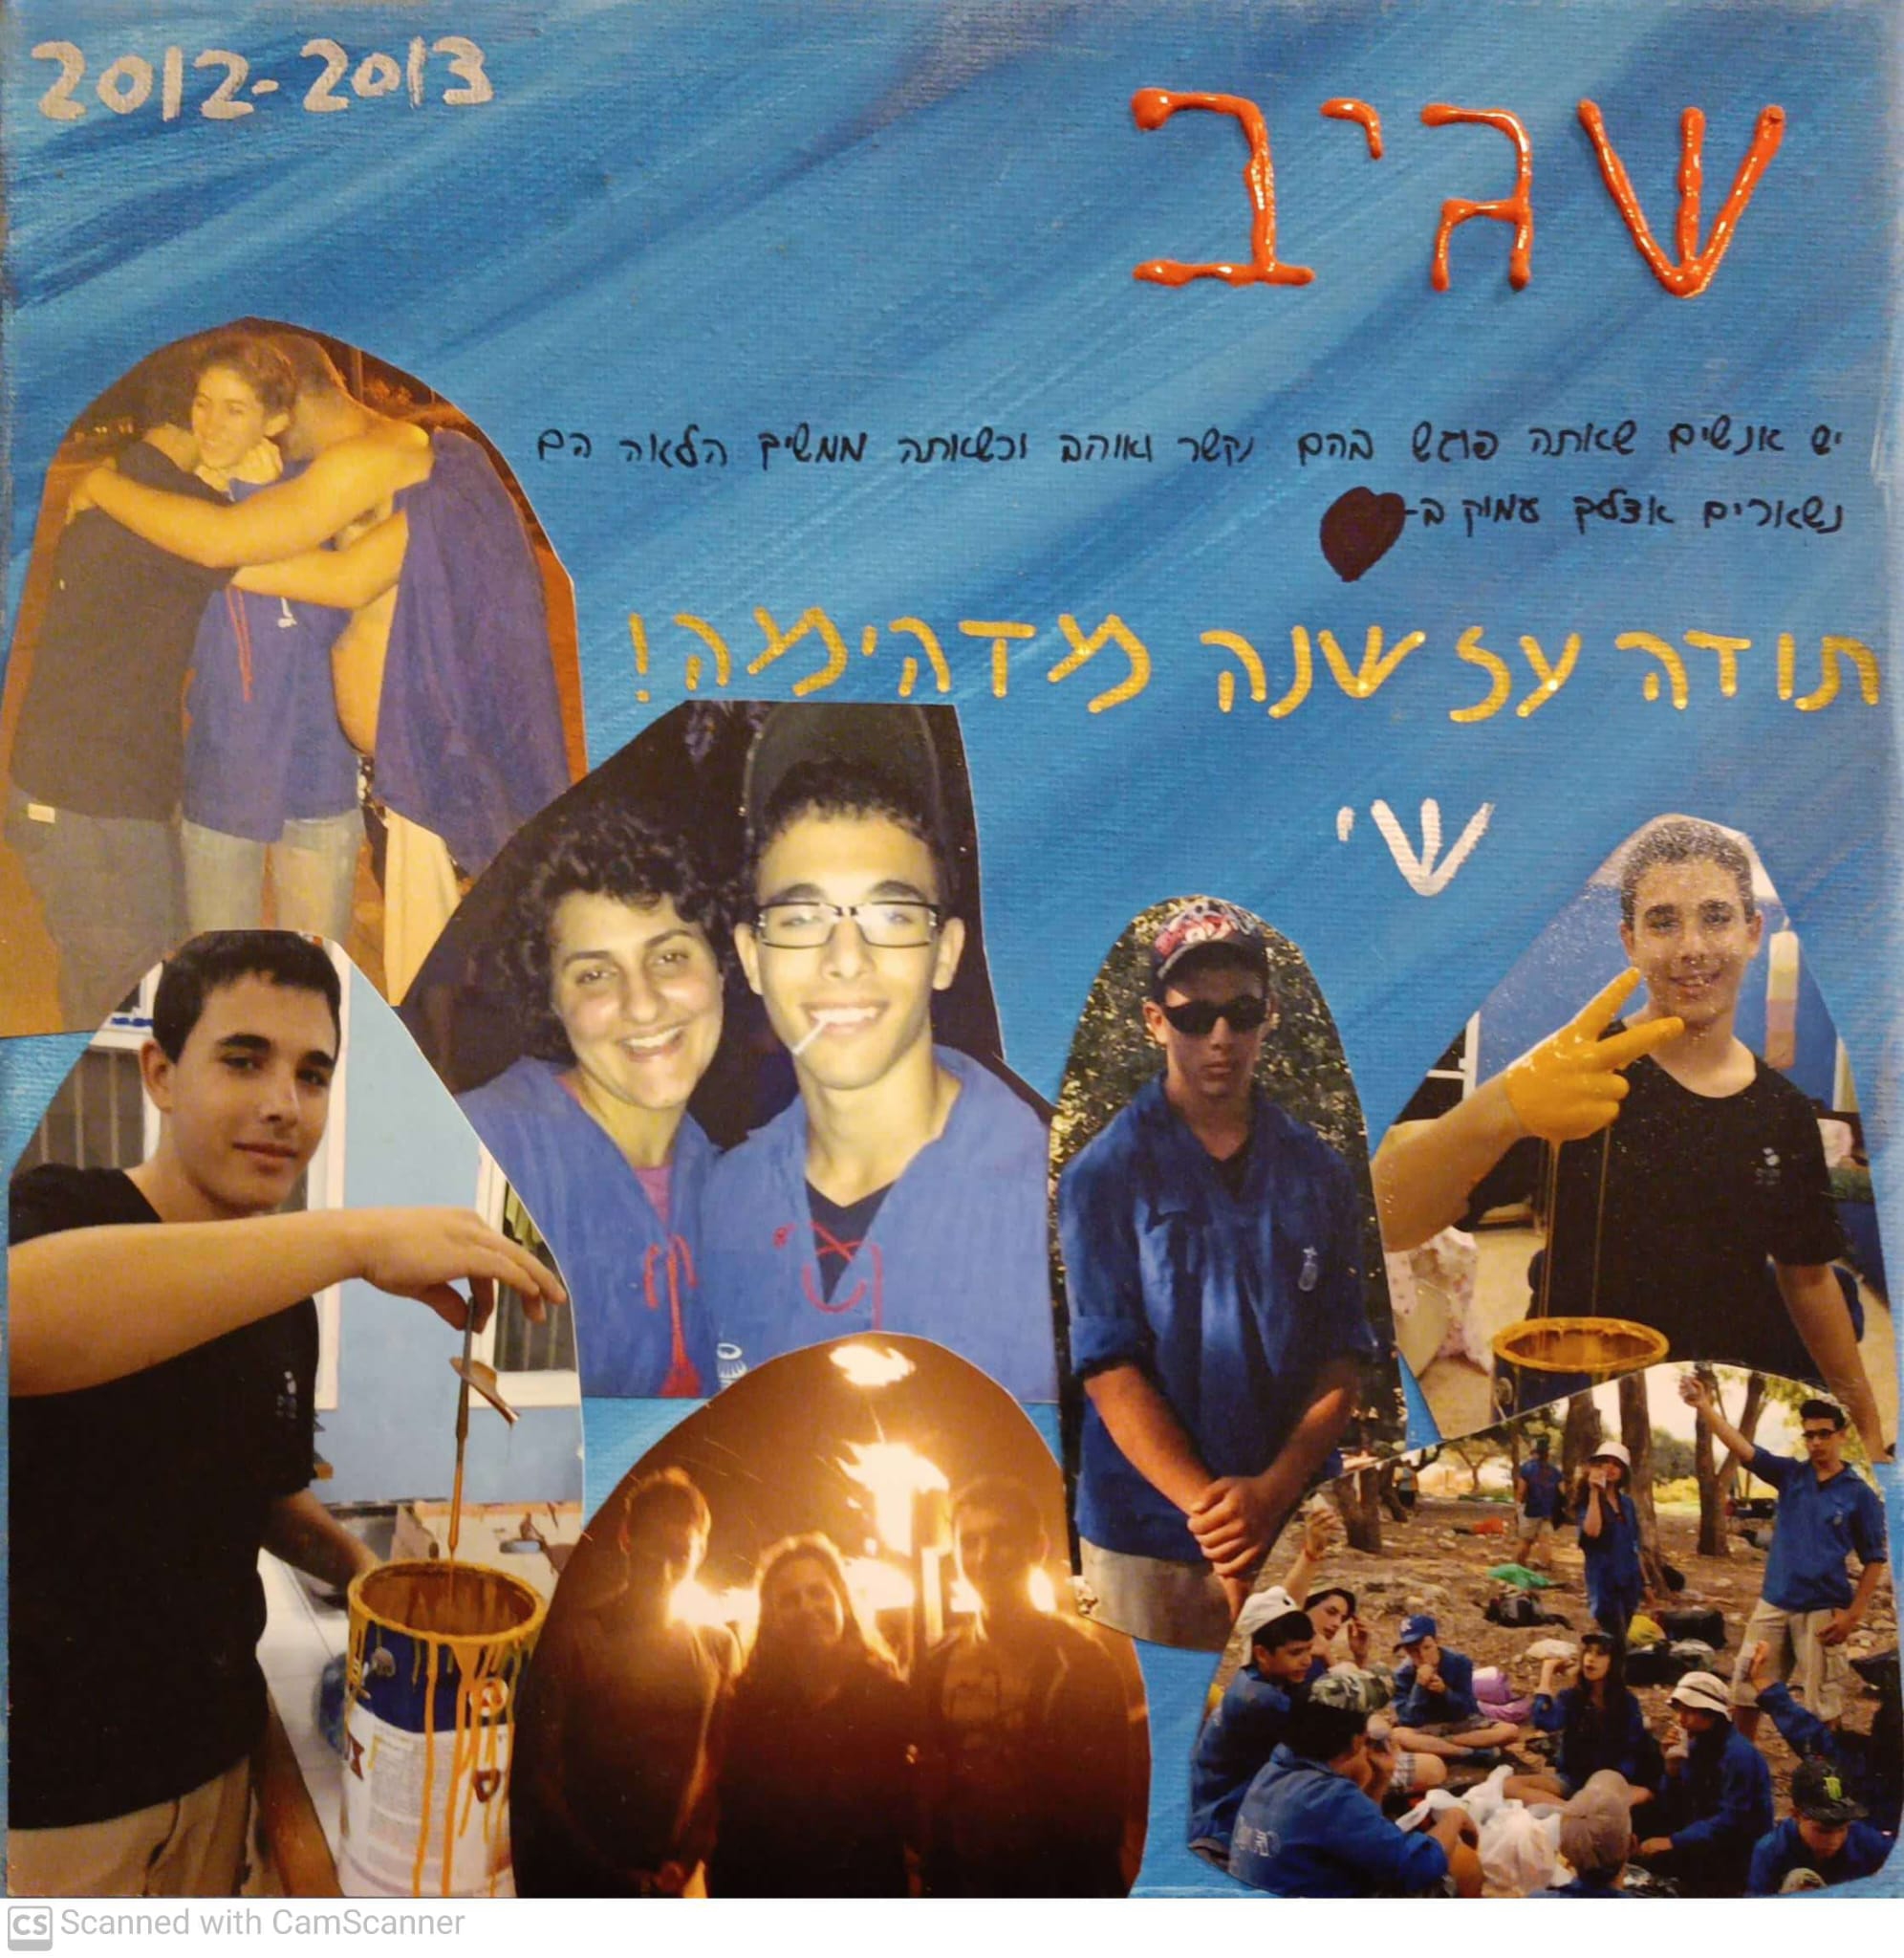 2012-2013
שגיב
יש אנשים שאתה פוגש בהם נקשר ואוהב וכשאתה ממשיך הלאה הם
נשארים אצלך עמוק ב-
תודה על שנה מדהימה!
שי
CS Scanned with CamScanner